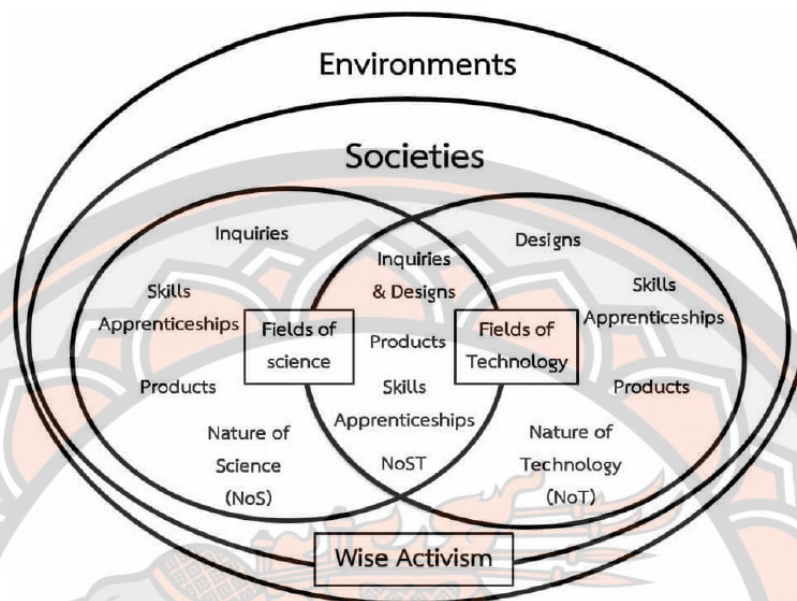 Environments
Societies
Inquiries
Skills
Apprenticeships
Fields of
science
Products
Nature of
Science
(NoS)
Inquiries
& Designs
Products
Skills
Apprenticeships
NoST
Designs
Skills
Apprenticeships
Fields of
Technology
Products
Nature of
Technology
(NoT)
Wise Activism